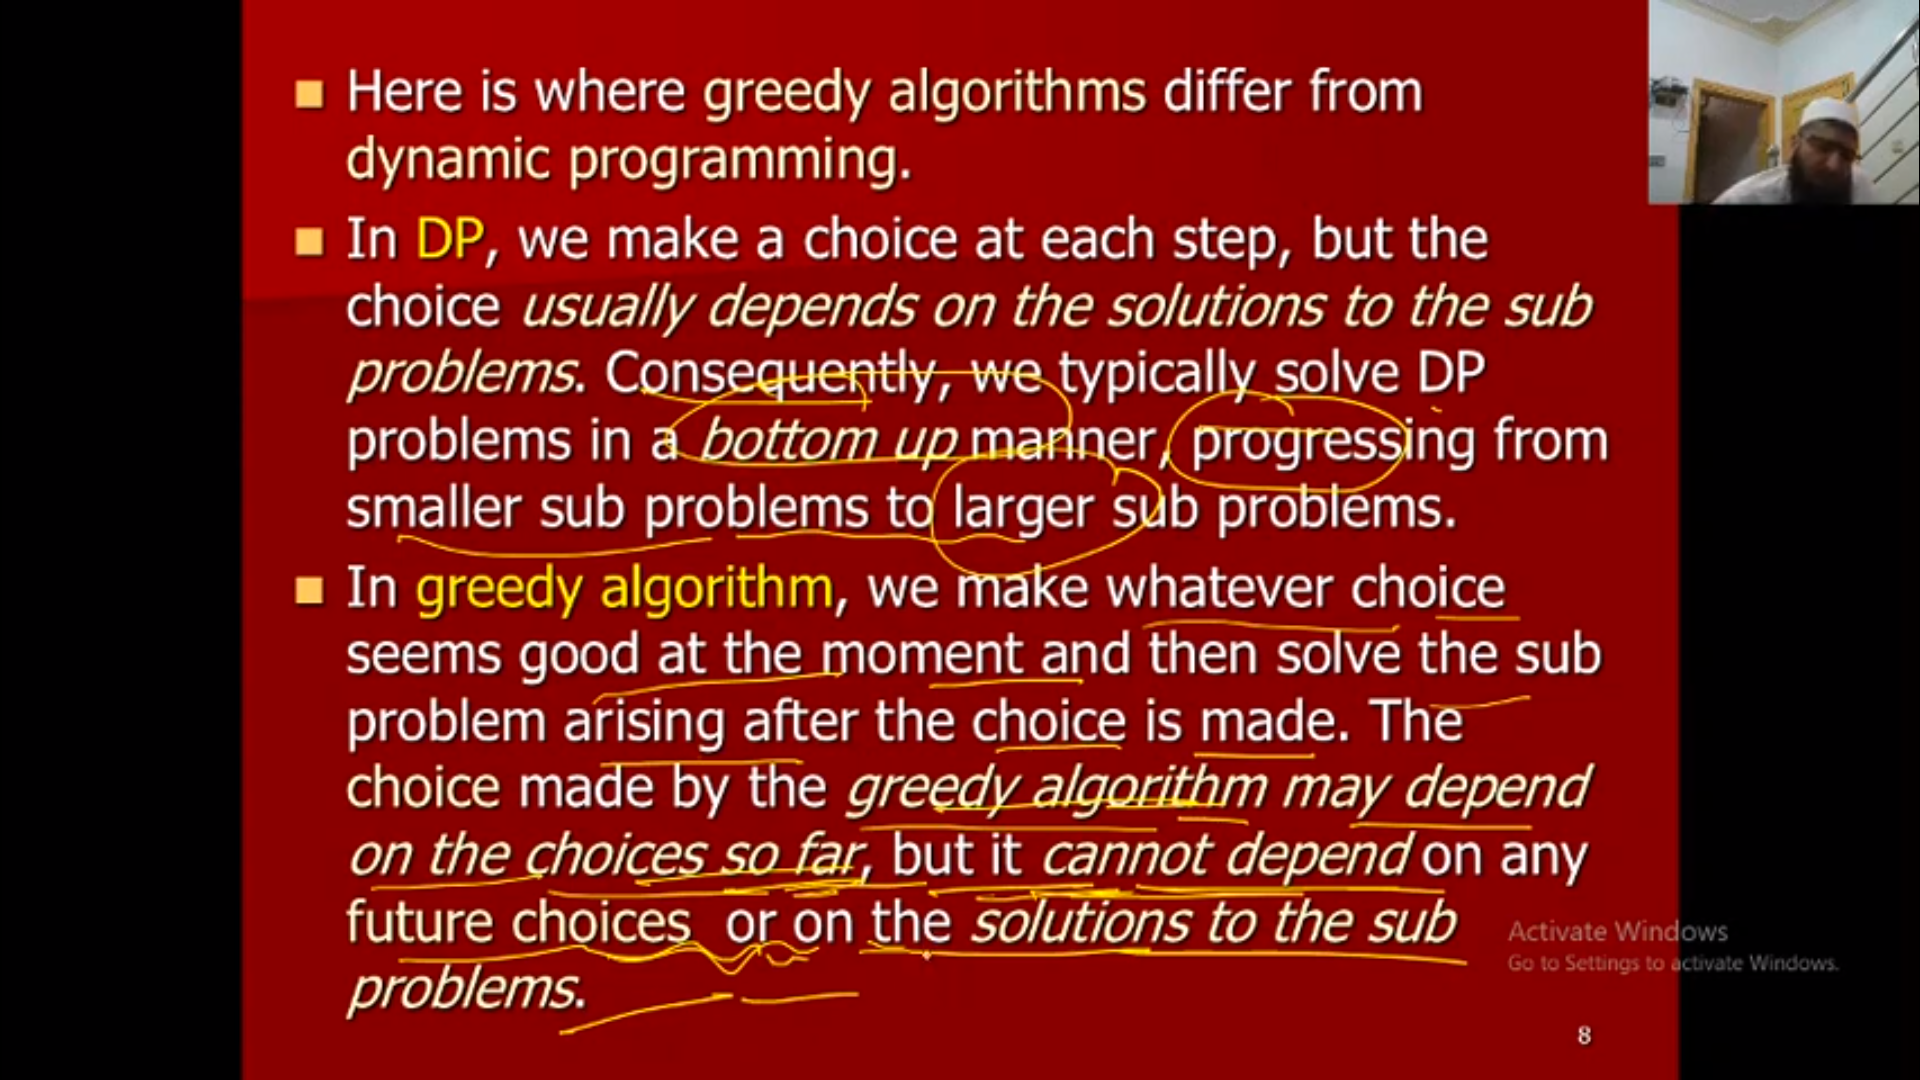 Here is where greedy algorithms differ from
dynamic programming.
In DP, we make a choice at each step, but the
choice usually depends on the solutions to the sub
problems. Consequently, we typically solve DP
problems in a bottom up manner, progressing from
smaller sub problems to larger sub problems.
In greedy algorithm, we make whatever choice
seems good at the moment and then solve the sub
problem arising after the choice is made. The
choice made by the greedy algorithm may depend
on the choices so far, but it cannot depend on any
future choices or on the solutions to the sub
problems.
Activate Windows
Go to Settings to activate Windows.
8